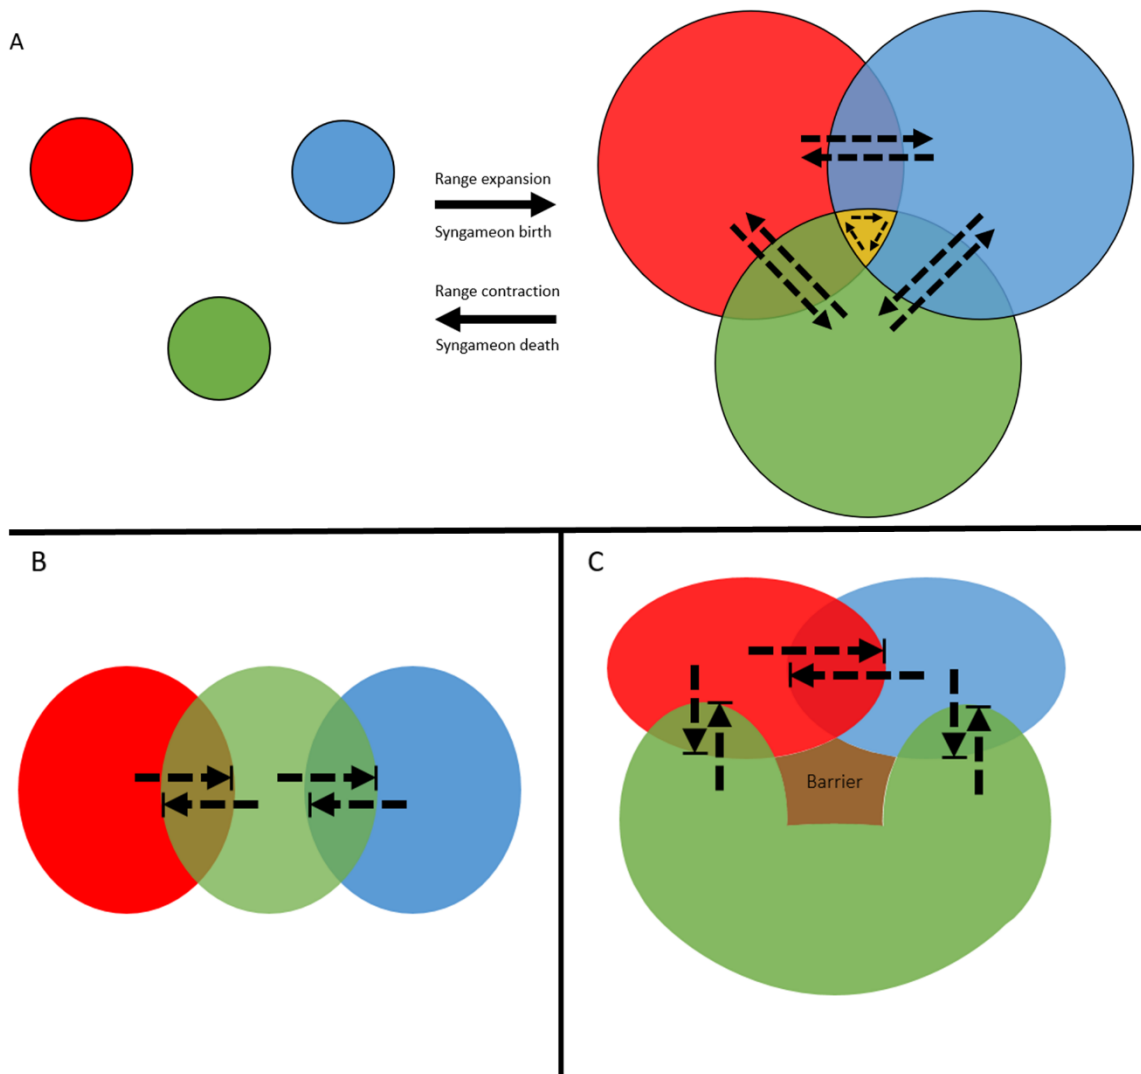 A
Range expansion
Syngameon birth
Range contraction
Syngameon death
B
C
Barrier